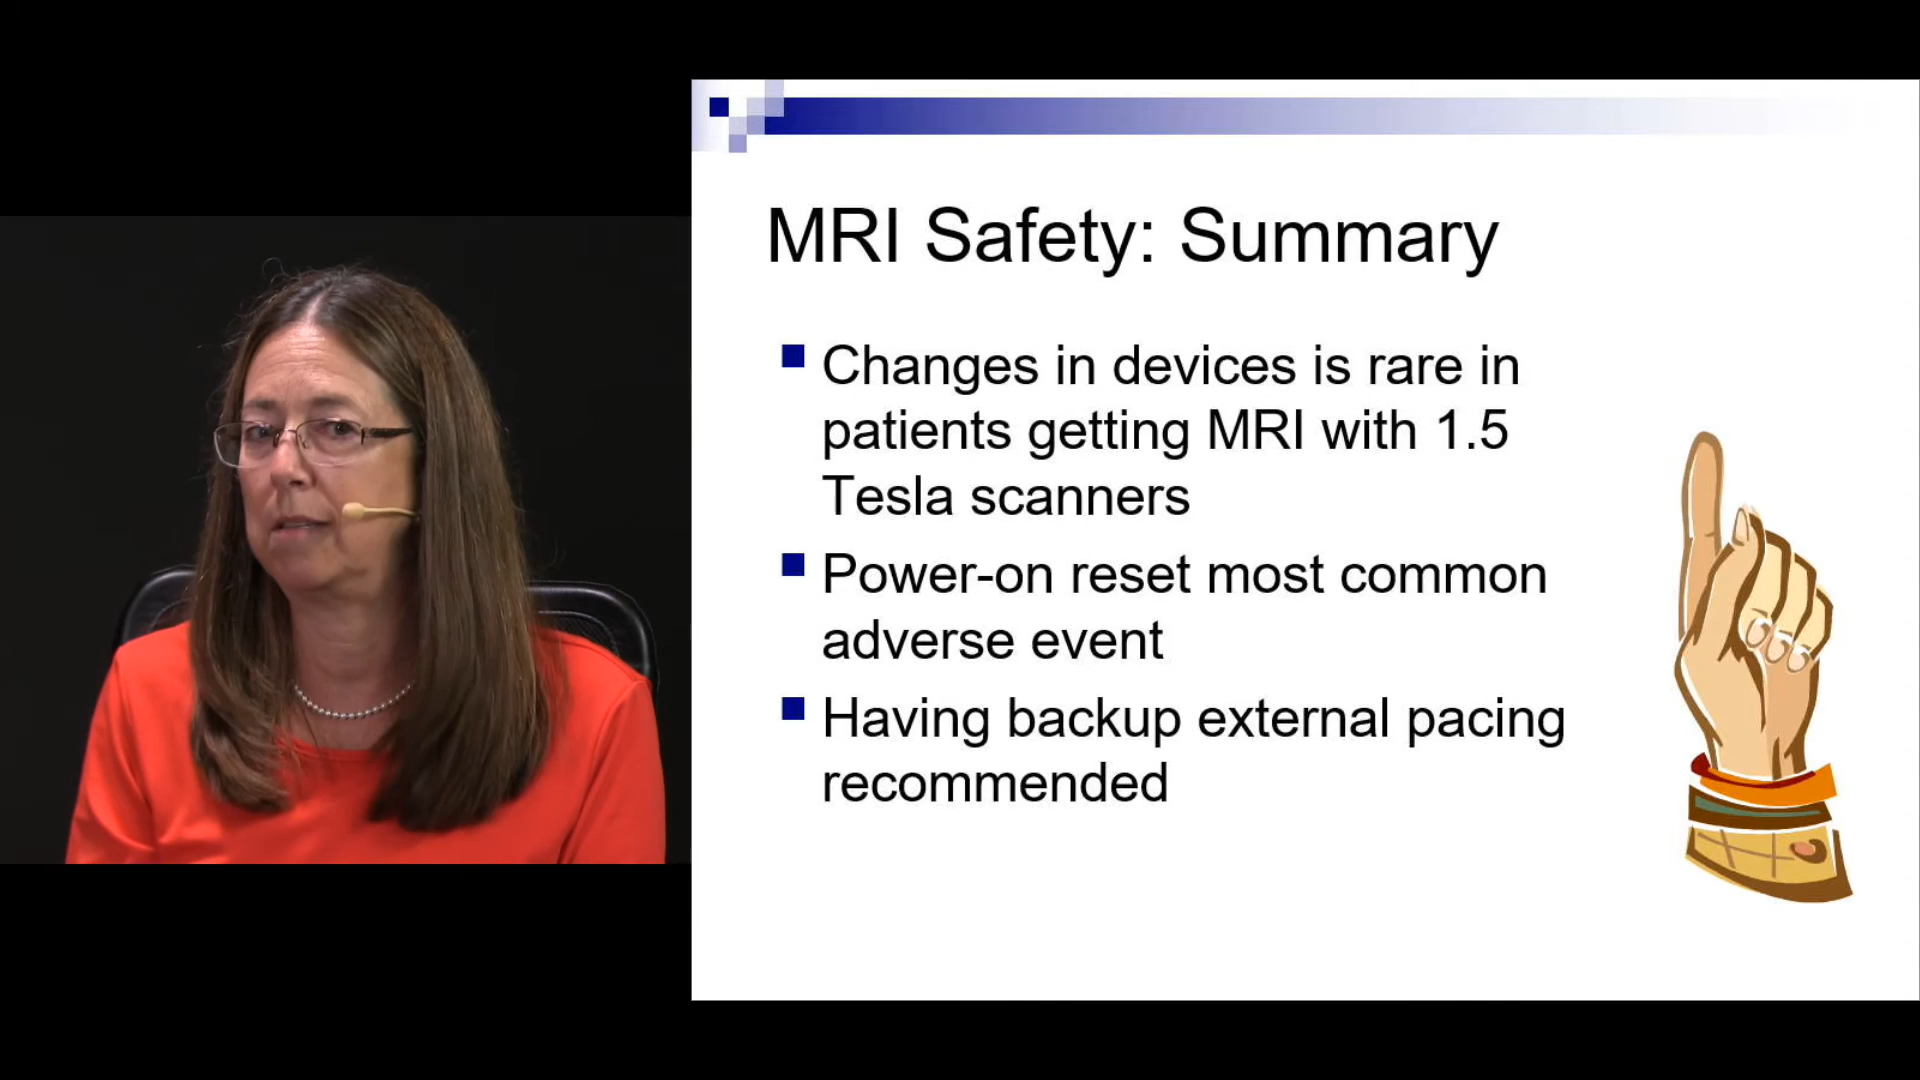 MRI Safety: Summary
Changes in devices is rare in
patients getting MRI with 1.5
Tesla scanners
Power-on reset most common
adverse event
Having backup external pacing
recommended